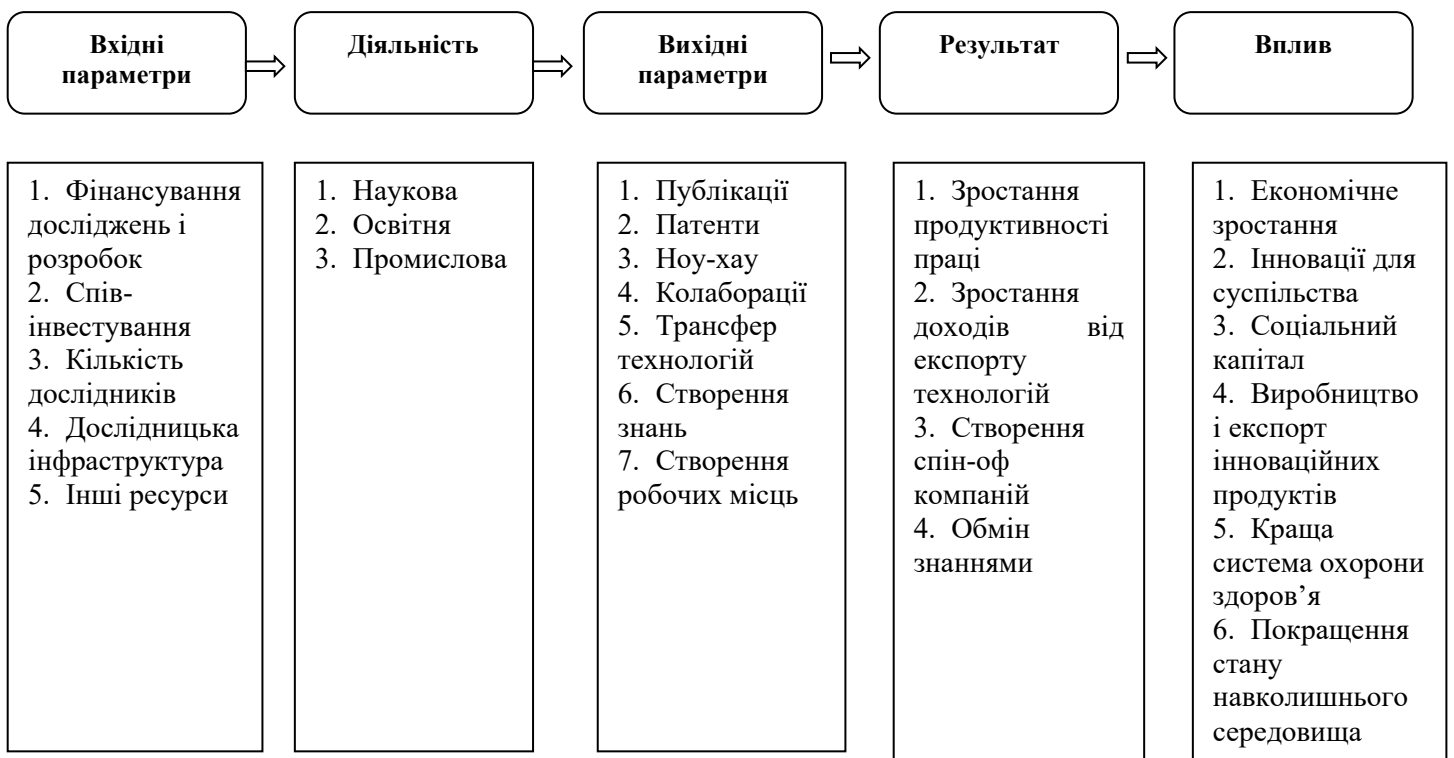 Вхідні
параметри
Діяльність
Вихідні
параметри
Результат
Вплив
1. Фінансування
досліджень і
розробок
2. Спів-
інвестування
3. Кількість
дослідників
4. Дослідницька
інфраструктура
5. Інші ресурси
1. Наукова
2. Освітня
3. Промислова
1. Публікації
2. Патенти
3. Ноу-хау
4. Колаборації
5. Трансфер
технологій
6. Створення
знань
7. Створення
робочих місць
1. Зростання
продуктивності
праці
2. Зростання
доходів від
експорту
технологій
3. Створення
спін-оф
компаній
4. Обмін
знаннями
1. Економічне
зростання
2. Інновації для
суспільства
3. Соціальний
капітал
4. Виробництво
і експорт
інноваційних
продуктів
5. Краща
система охорони
здоров’я
6. Покращення
стану
навколишнього
середовища